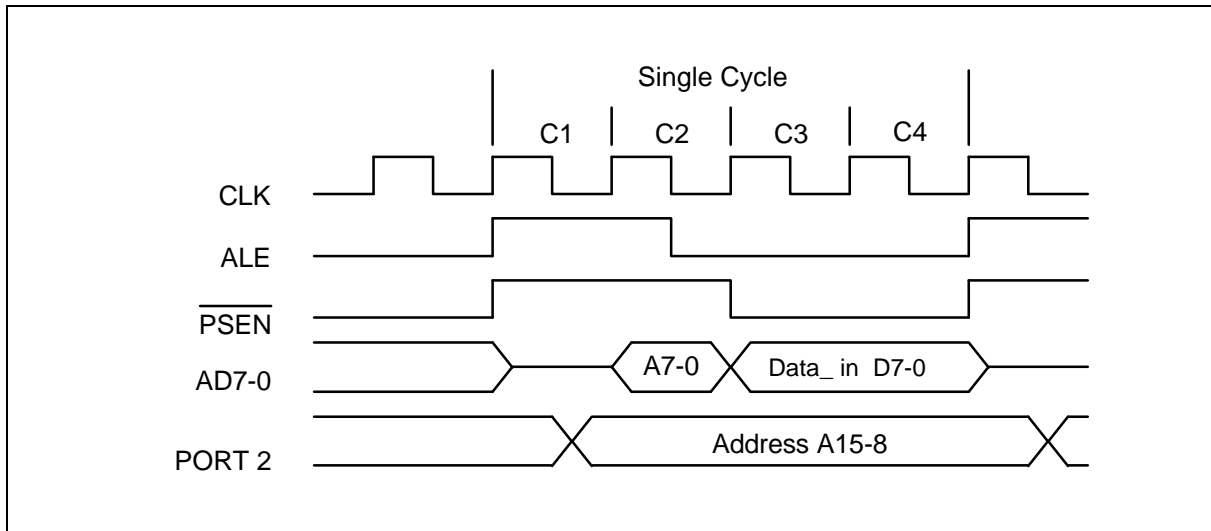 Single Cycle
C1 C2 C3 C4
CLK
ALE
PSEN
AD7-0 A7-0 Data_ in D7-0
PORT 2 Address A15-8